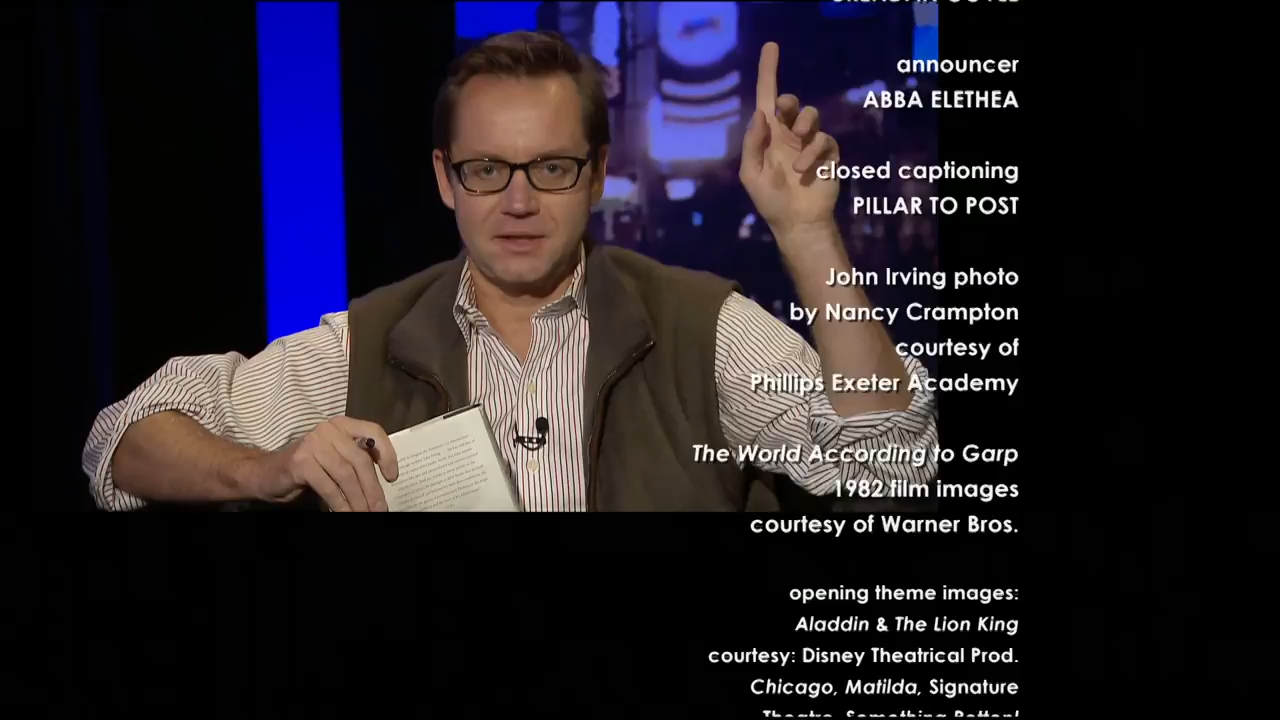 announcer
ABBA ELETHEA
closed captioning
PILLAR TO POST
John Irving photo
by Nancy Crampton
courtesy of
Phillips Exeter Academy
The World According to Garp
1982 film images
courtesy of Warner Bros.
opening theme images:
Aladdin & The Lion King
courtesy: Disney Theatrical Prod.
Chicago, Matilda, Signature